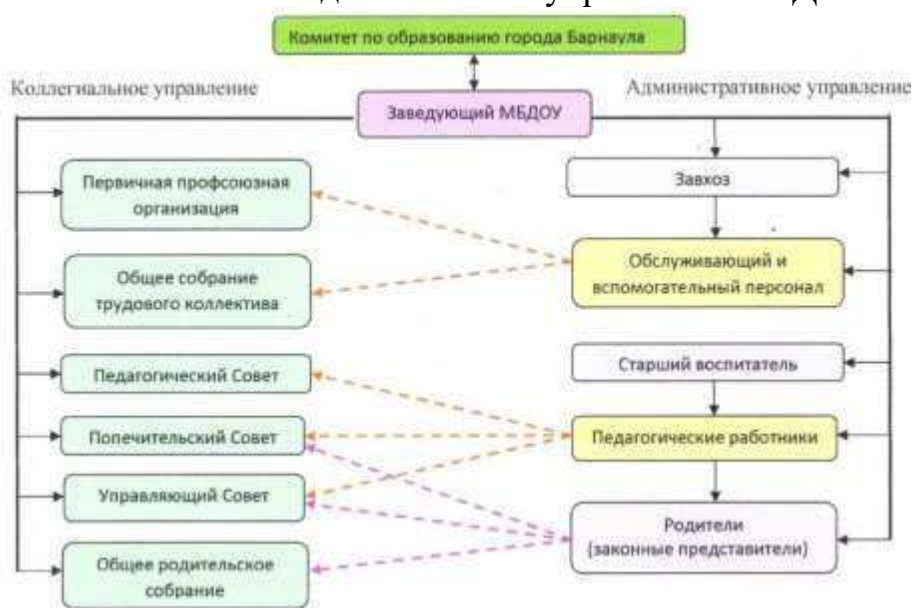 Комитет по образованию города Барнаула
Коллегиальное управление
Административное управление
Заведующий МБДОУ
Первичная профсоюзная
организация
Завхоз
Общее собрание
трудового коллектива
Обслуживающий и
вспомогательный персонал
Педагогический Совет
Старший воспитатель
Попечительский Совет
Педагогические работники
Управляющий Совет
Родители
(законные представители)
Общее родительское
собрание